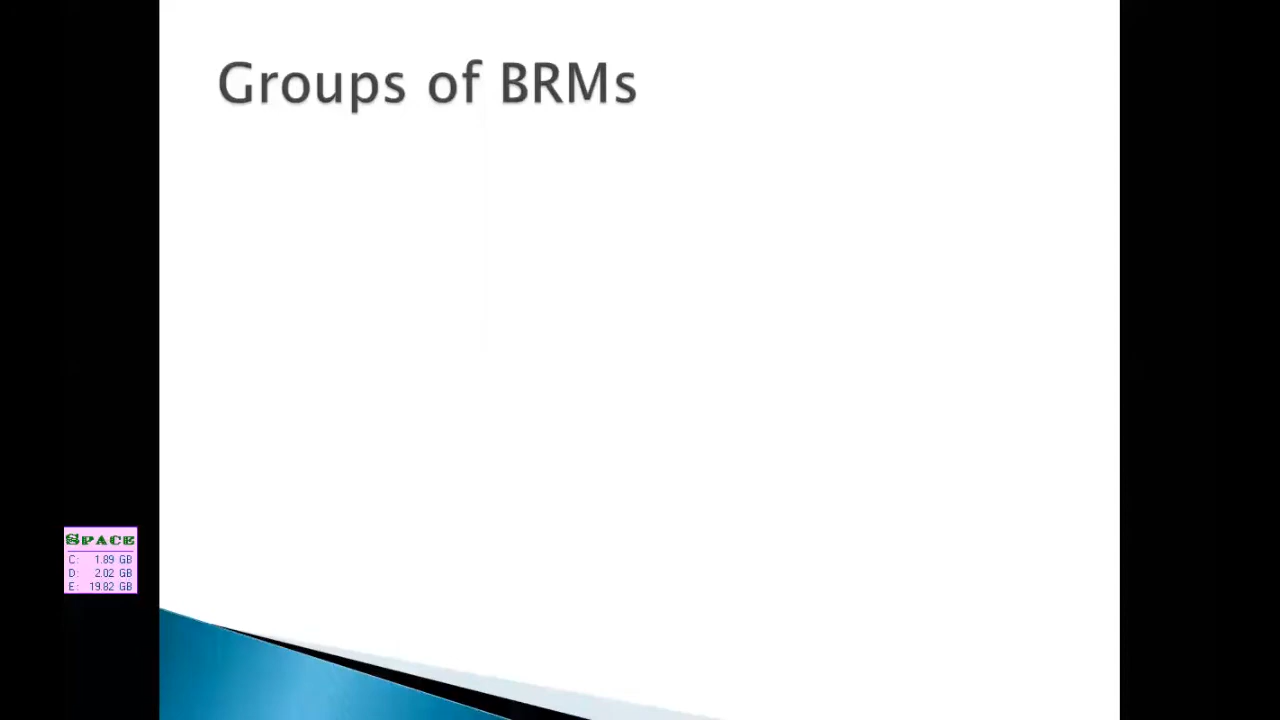 Groups of BRMs
SPACE
C: 1.89 GB
D: 2.02 GB
E: 19.82 GB